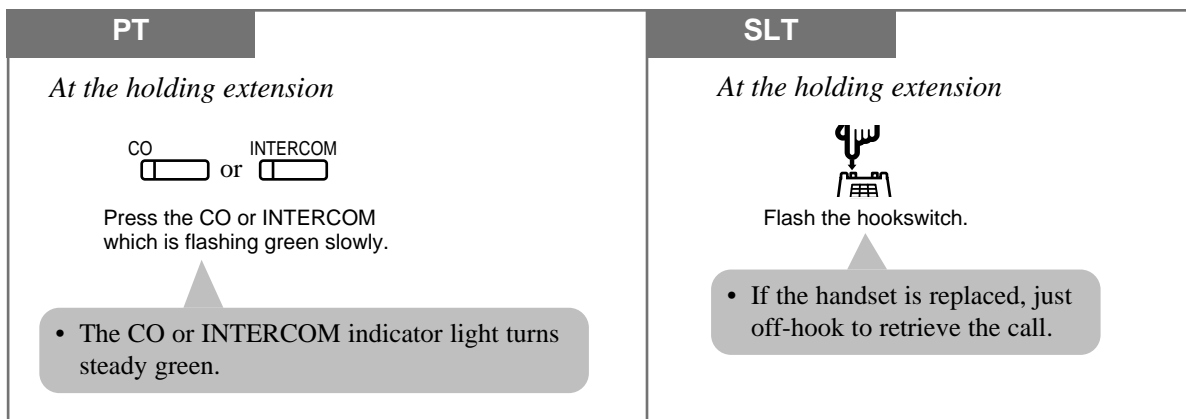 PT
At the holding extension
CO or INTERCOM
Press the CO or INTERCOM
which is flashing green slowly.
• The CO or INTERCOM indicator light turns
steady green.
SLT
At the holding extension
Flash the hookswitch.
• If the handset is replaced, just
off-hook to retrieve the call.